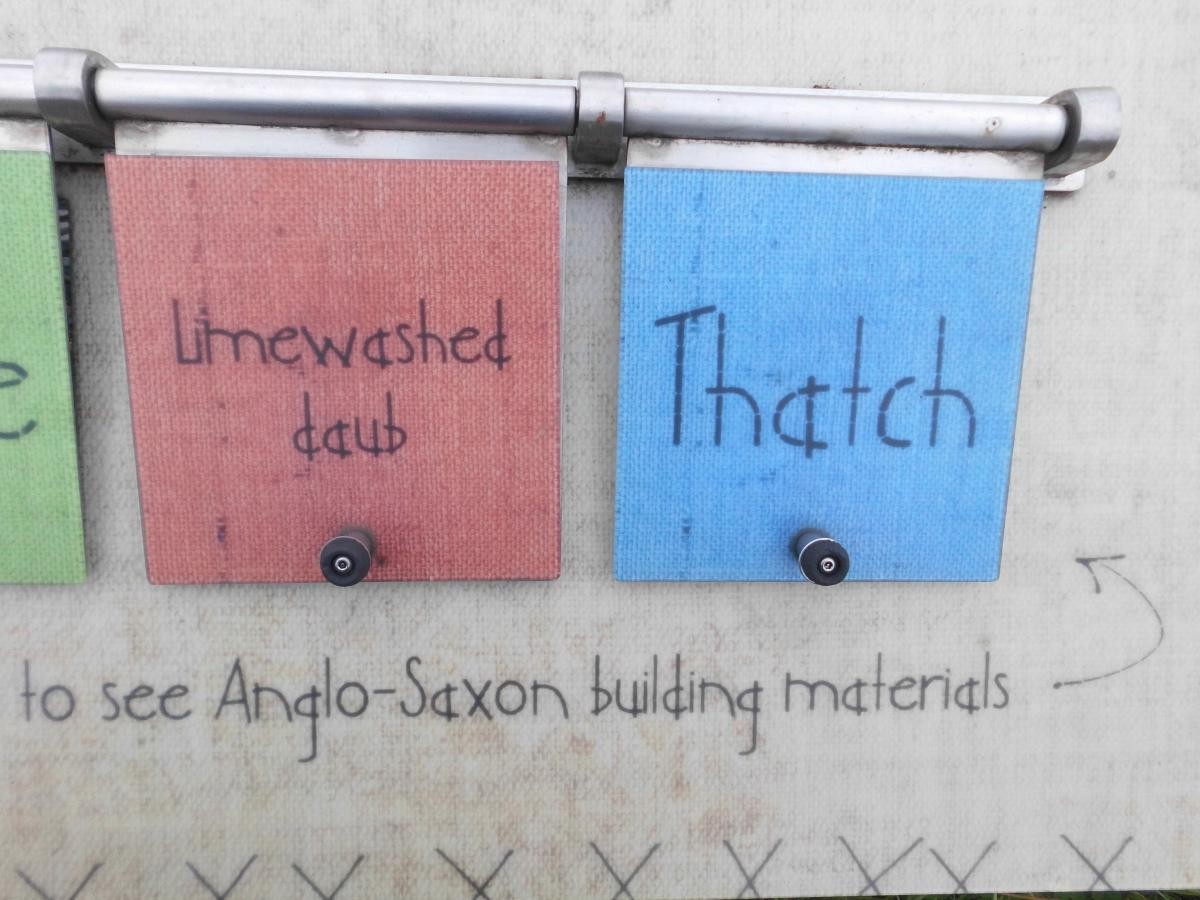 Limewashed
daub
Thatch
to see Anglo-Saxon building materials